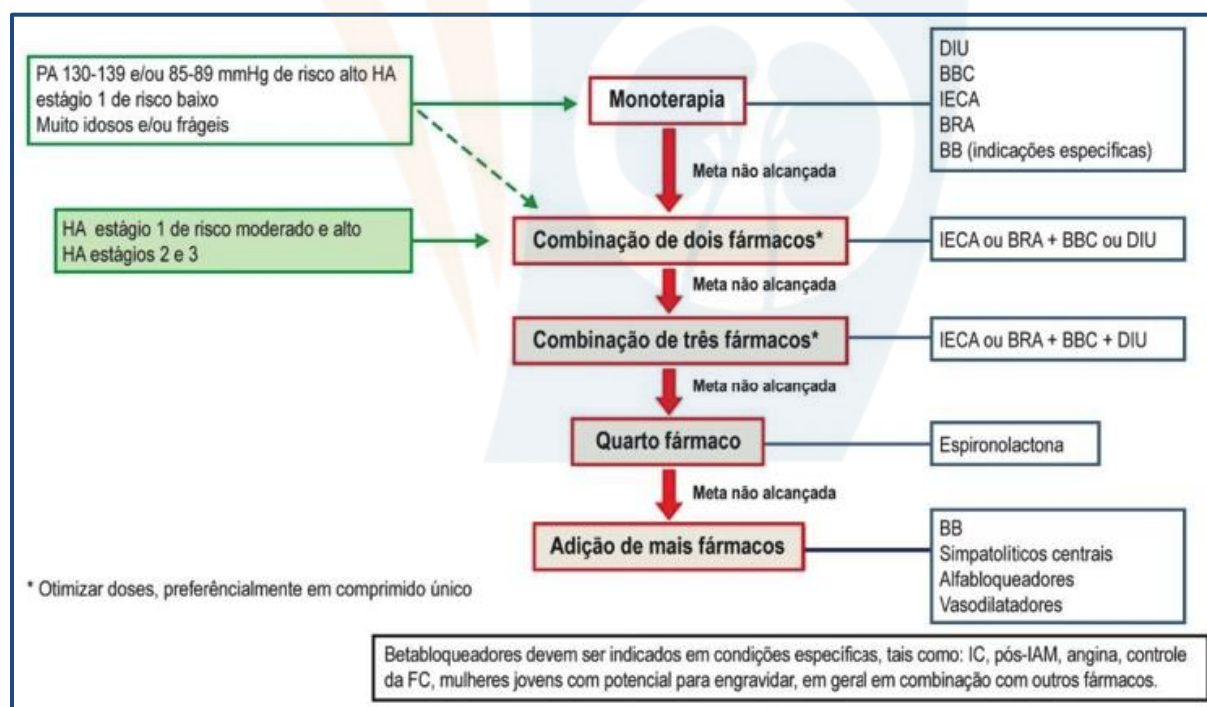 PA 130-139 e/ou 85-89 mmHg de risco alto HA
estágio 1 de risco baixo
Muito idosos e/ou frágeis
Monoterapia
DIU
BBC
IECA
BRA
BB (indicações específicas)
Meta não alcançada
HA estágio 1 de risco moderado e alto
HA estágios 2 e 3
Combinação de dois fármacos*
IECA ou BRA + BBC ou DIU
Meta não alcançada
Combinação de três fármacos*
IECA ou BRA + BBC + DIU
Meta não alcançada
Quarto fármaco
Espironolactona
Meta não alcançada
Adição de mais fármacos
BB
Simpatolíticos centrais
Alfabloqueadores
Vasodilatadores
* Otimizar doses, preferêncialmente em comprimido único
Betabloqueadores devem ser indicados em condições específicas, tais como: IC, pós-IAM, angina, controle
da FC, mulheres jovens com potencial para engravidar, em geral em combinação com outros fármacos.